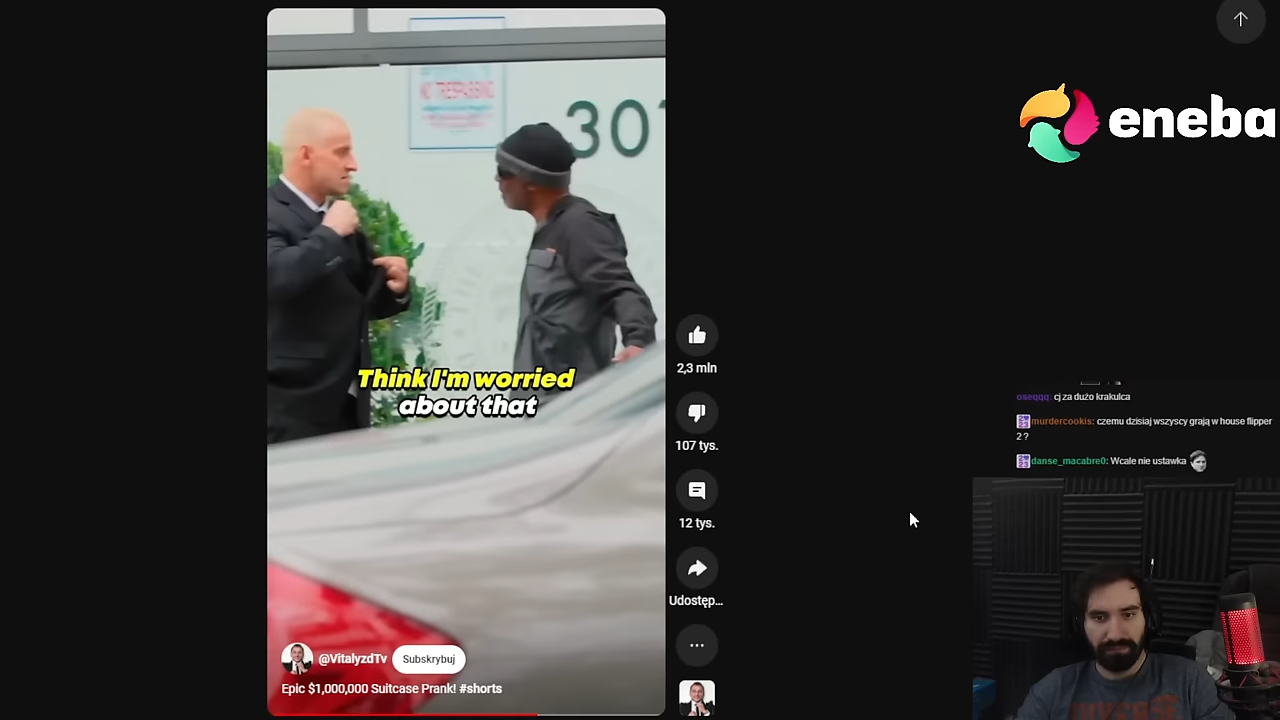 NO TRESPASSING
301
Think I'm worried
about that
2,3 mln
107 tys.
12 tys.
Udostęp...
@VitalyzdTv
Subskrybuj
Epic $1,000,000 Suitcase Prank! #shorts
eneba
oseqqq: cj za dużo krakulca
murdercookis: czemu dzisiaj wszyscy grają w house flipper
2 ?
danse_macabre0: Wcale nie ustawka